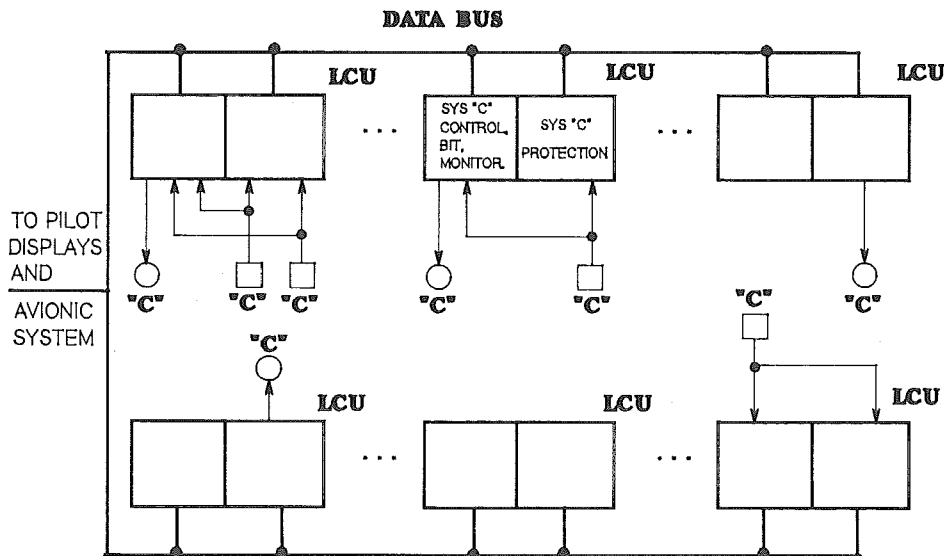 DATA BUS
LCU
LCU
LCU
SYS "C"
CONTROL,
BIT,
MONITOR.
SYS "C"
PROTECTION
...
...
TO PILOT
DISPLAYS
AND
AVIONIC
SYSTEM
"C"
"C"
"C"
"C"
"C"
"C"
"C"
"C"
LCU
LCU
LCU
...
...